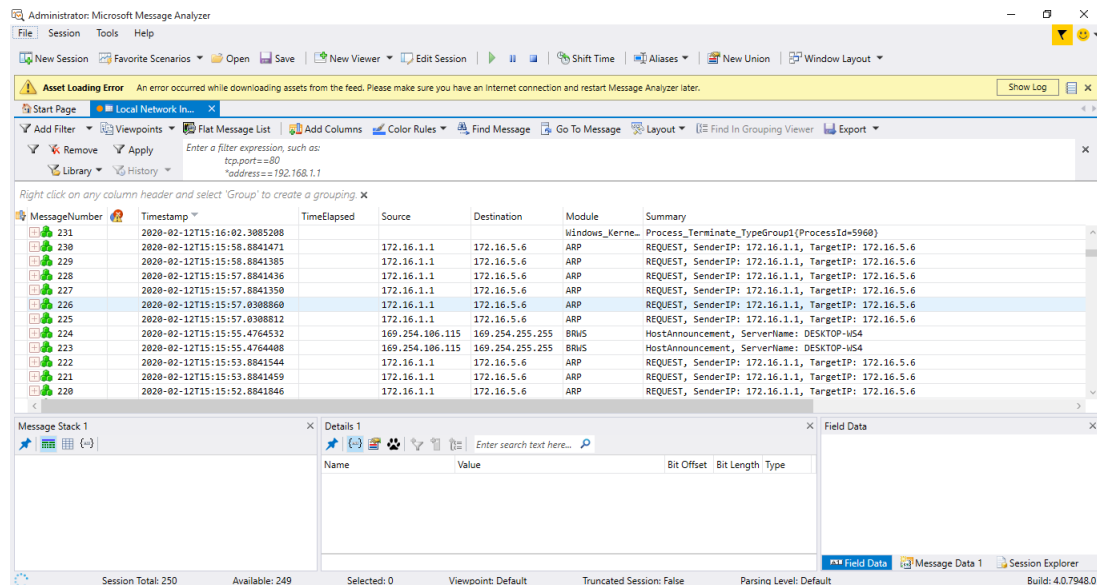 Administrator: Microsoft Message Analyzer
File Session Tools Help
New Session Favorite Scenarios Open Save New Viewer Edit Session Shift Time Aliases New Union Window Layout
Asset Loading Error An error occurred while downloading assets from the feed. Please make sure you have an Internet connection and restart Message Analyzer later. Show Log
Start Page Local Network In...
Add Filter Viewpoints Flat Message List Add Columns Color Rules Find Message Go To Message Layout Find In Grouping Viewer Export
Remove Apply Enter a filter expression, such as:
tcp.port==80
Library History *address==192.168.1.1
Right click on any column header and select 'Group' to create a grouping.
MessageNumber Timestamp TimeElapsed Source Destination Module Summary
231 2020-02-12T15:16:02.3085208 Windows_Kerne... Process_Terminate_TypeGroup1{ProcessId=5960}
230 2020-02-12T15:15:58.8841471 172.16.1.1 172.16.5.6 ARP REQUEST, SenderIP: 172.16.1.1, TargetIP: 172.16.5.6
229 2020-02-12T15:15:58.8841385 172.16.1.1 172.16.5.6 ARP REQUEST, SenderIP: 172.16.1.1, TargetIP: 172.16.5.6
228 2020-02-12T15:15:57.8841436 172.16.1.1 172.16.5.6 ARP REQUEST, SenderIP: 172.16.1.1, TargetIP: 172.16.5.6
227 2020-02-12T15:15:57.8841350 172.16.1.1 172.16.5.6 ARP REQUEST, SenderIP: 172.16.1.1, TargetIP: 172.16.5.6
226 2020-02-12T15:15:57.0308860 172.16.1.1 172.16.5.6 ARP REQUEST, SenderIP: 172.16.1.1, TargetIP: 172.16.5.6
225 2020-02-12T15:15:57.0308812 172.16.1.1 172.16.5.6 ARP REQUEST, SenderIP: 172.16.1.1, TargetIP: 172.16.5.6
224 2020-02-12T15:15:55.4764532 169.254.106.115 169.254.255.255 BRWS HostAnnouncement, ServerName: DESKTOP-WS4
223 2020-02-12T15:15:55.4764408 169.254.106.115 169.254.255.255 BRWS HostAnnouncement, ServerName: DESKTOP-WS4
222 2020-02-12T15:15:53.8841544 172.16.1.1 172.16.5.6 ARP REQUEST, SenderIP: 172.16.1.1, TargetIP: 172.16.5.6
221 2020-02-12T15:15:53.8841459 172.16.1.1 172.16.5.6 ARP REQUEST, SenderIP: 172.16.1.1, TargetIP: 172.16.5.6
220 2020-02-12T15:15:52.8841846 172.16.1.1 172.16.5.6 ARP REQUEST, SenderIP: 172.16.1.1, TargetIP: 172.16.5.6
Message Stack 1 Details 1 Field Data
Enter search text here...
Name Value Bit Offset Bit Length Type
Field Data Message Data 1 Session Explorer
Session Total: 250 Available: 249 Selected: 0 Viewpoint: Default Truncated Session: False Parsing Level: Default Build: 4.0.7948.0